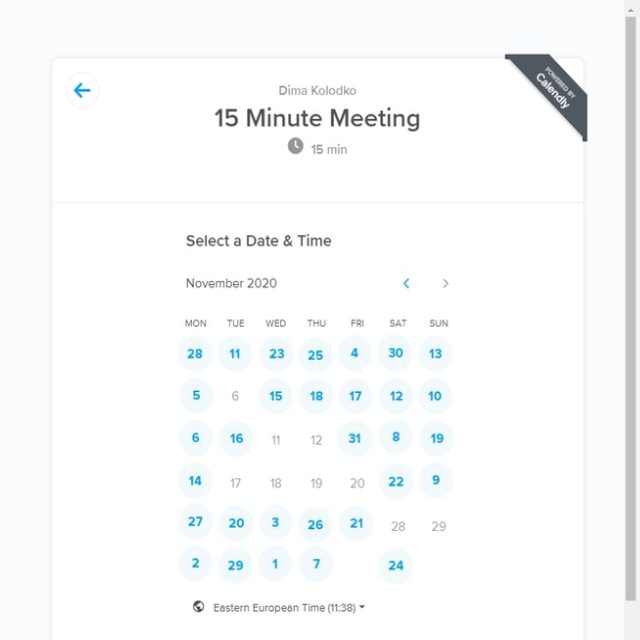 POWERED BY
Calendly
Dima Kolodko
15 Minute Meeting
15 min
Select a Date & Time
November 2020
MON TUE WED THU FRI SAT SUN
28 11 23 25 4 30 13
5 6 15 18 17 12 10
6 16 11 12 31 8 19
14 17 18 19 20 22 9
27 20 3 26 21 28 29
2 29 1 7 24
Eastern European Time (11:38)